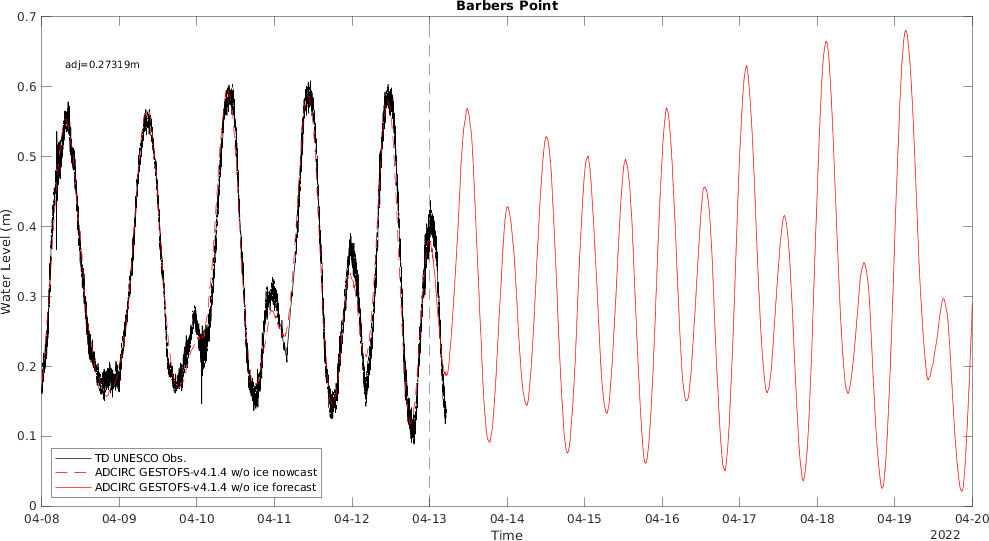 Barbers Point
0.7
adj=0.27319m
0.6
0.5
0.4
Water Level (m)
0.3
0.2
0.1
0
TD UNESCO Obs.
ADCIRC GESTOFS-v4.1.4 w/o ice nowcast
ADCIRC GESTOFS-v4.1.4 w/o ice forecast
04-08 04-09 04-10 04-11 04-12 04-13 04-14 04-15 04-16 04-17 04-18 04-19 04-20
Time
2022